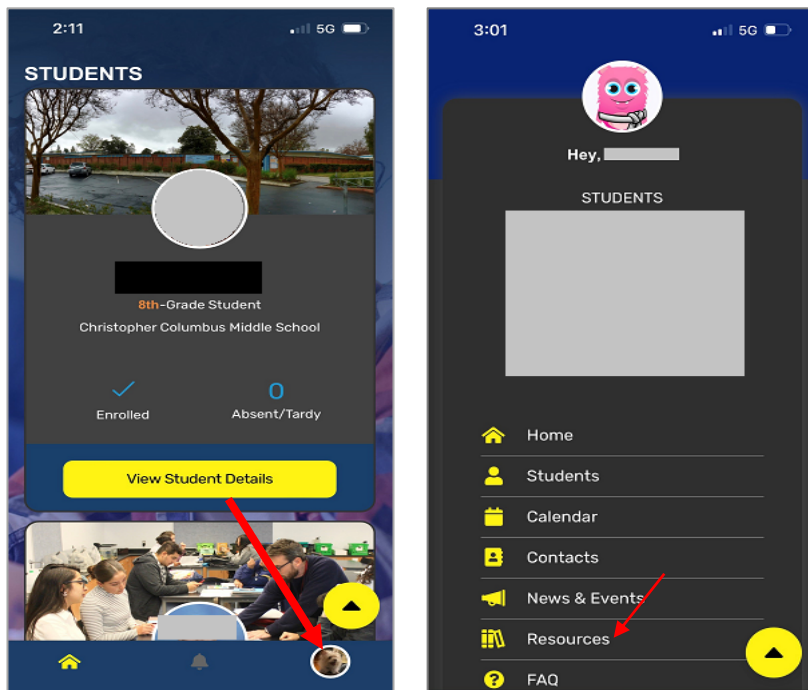 2:11
5G
STUDENTS
8th-Grade Student
Christopher Columbus Middle School
0
Enrolled
Absent/Tardy
View Student Details
3:01
5G
Hey,
STUDENTS
Home
Students
Calendar
Contacts
News & Events
Resources
FAQ